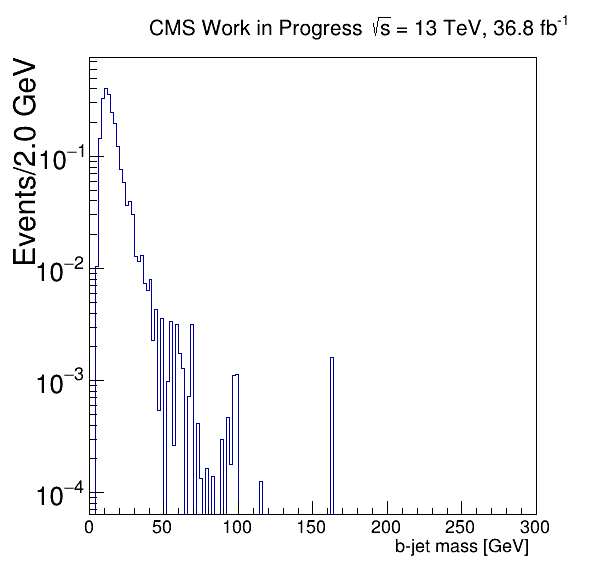 CMS Work in Progress √s = 13 TeV, 36.8 fb⁻¹
Events/2.0 GeV
10⁻¹
10⁻²
10⁻³
10⁻⁴
0 50 100 150 200 250 300
b-jet mass [GeV]